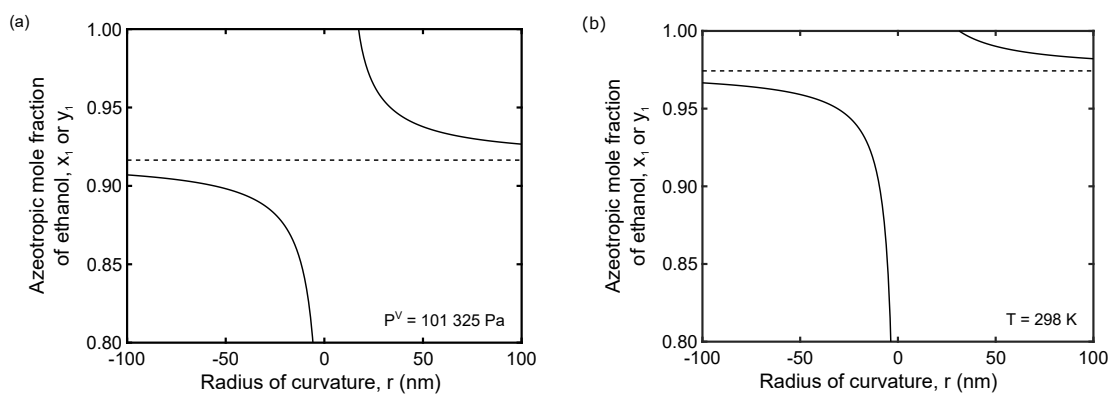 (a)
1.00
0.95
0.90
0.85
0.80
Azeotropic mole fraction
of ethanol, x₁ or y₁
Pⱽ = 101 325 Pa
-100 -50 0 50 100
Radius of curvature, r (nm)
(b)
1.00
0.95
0.90
0.85
0.80
Azeotropic mole fraction
of ethanol, x₁ or y₁
T = 298 K
-100 -50 0 50 100
Radius of curvature, r (nm)